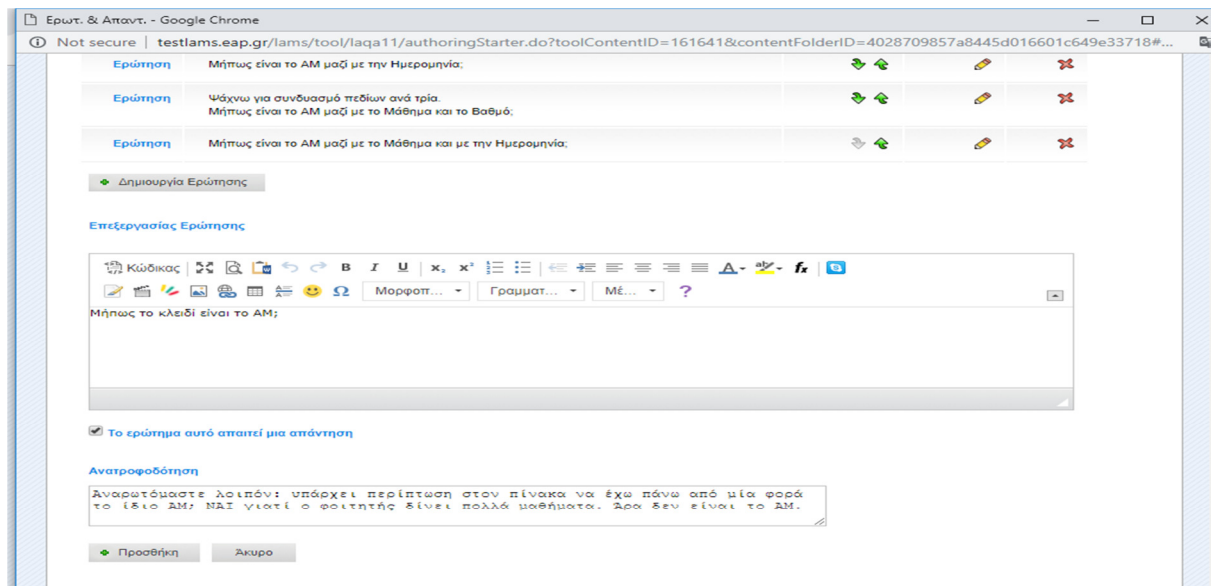 Ερωτ. & Απαντ. - Google Chrome
Not secure | testlams.eap.gr/lams/tool/laqa11/authoringStarter.do?toolContentID=161641&contentFolderID=4028709857a8445d016601c649e33718#...
Ερώτηση Μήπως είναι το ΑΜ μαζί με την Ημερομηνία;
Ερώτηση Ψάχνω για συνδυασμό πεδίων ανά τρία.
Μήπως είναι το ΑΜ μαζί με το Μάθημα και το Βαθμό;
Ερώτηση Μήπως είναι το ΑΜ μαζί με το Μάθημα και με την Ημερομηνία;
Δημιουργία Ερώτησης
Επεξεργασίας Ερώτησης
Κώδικας B I U x₂ x² A ab fx
Ω Μορφοπ... Γραμματ... Μέ... ?
Μήπως το κλειδί είναι το ΑΜ;
Το ερώτημα αυτό απαιτεί μια απάντηση
Ανατροφοδότηση
Αναρωτόμαστε λοιπόν: υπάρχει περίπτωση στον πίνακα να έχω πάνω από μία φορά
το ίδιο ΑΜ; ΝΑΙ γιατί ο φοιτητής δίνει πολλά μαθήματα. Άρα δεν είναι το ΑΜ.
Προσθήκη Άκυρο